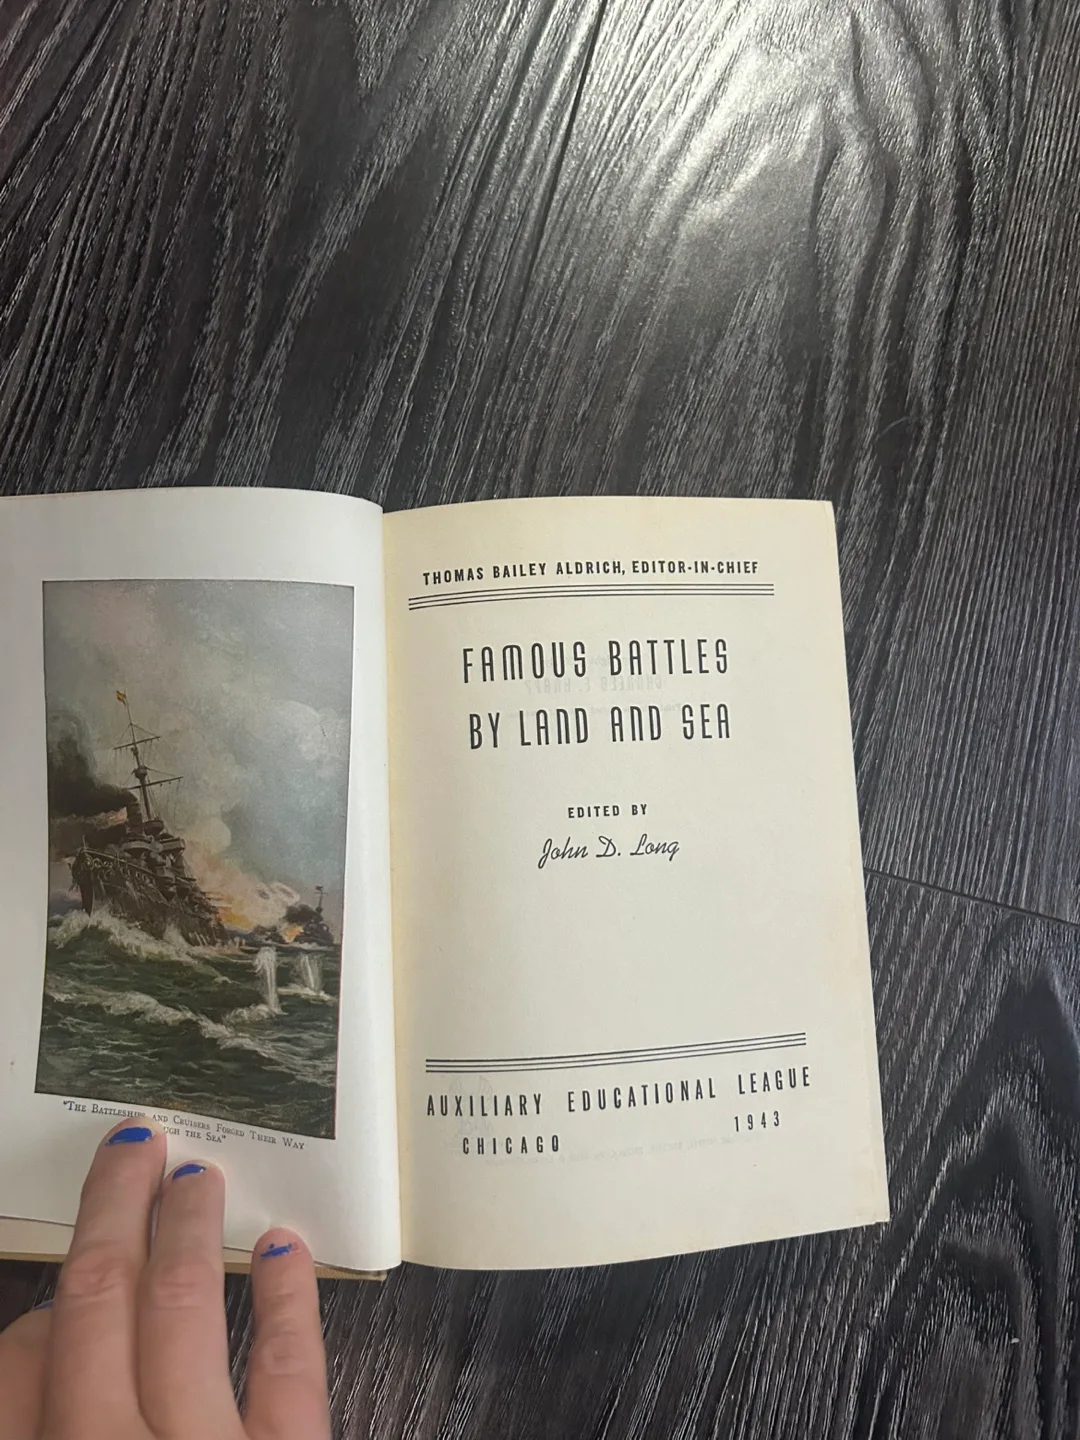 "The Battleships and Cruisers Forged Their Way
the Sea"
THOMAS BAILEY ALDRICH, EDITOR-IN-CHIEF
FAMOUS BATTLES
BY LAND AND SEA
EDITED BY
John D. Long
AUXILIARY EDUCATIONAL LEAGUE
CHICAGO 1943